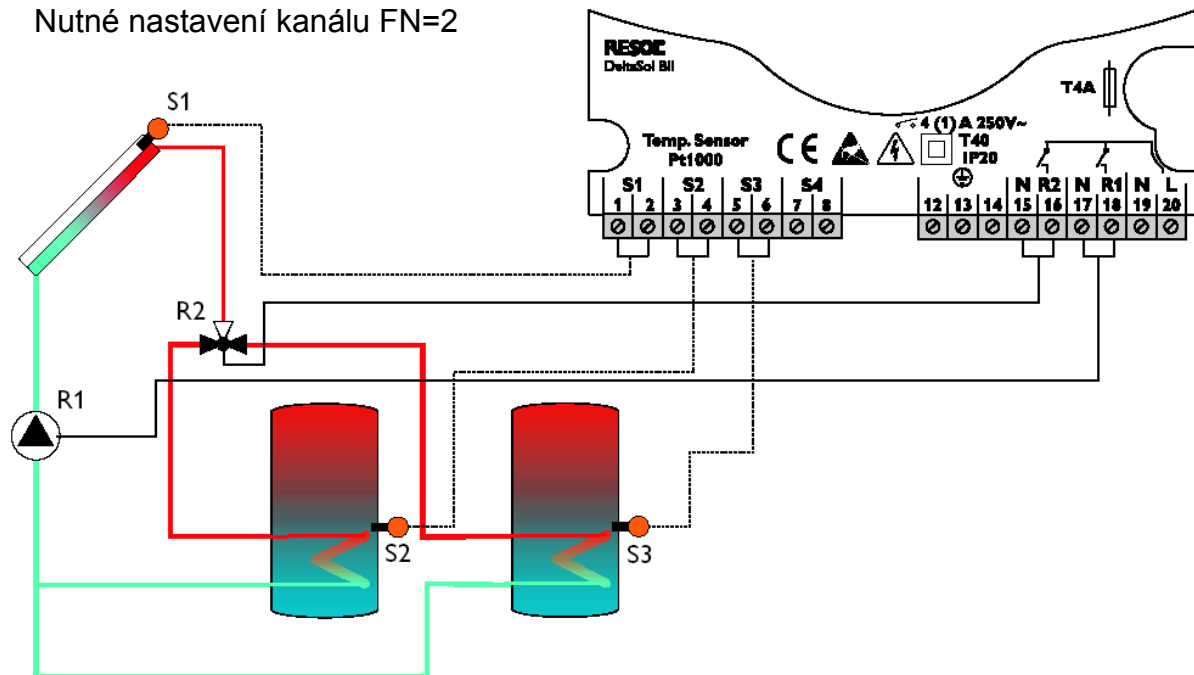 Nutné nastavení kanálu FN=2
RESOL
DeltaSol BII
T4A
4 (1) A 250V~
Temp. Sensor
Pt1000
CE
T40
IP20
S1 S2 S3 S4
N R2 N R1 N L
1 2 3 4 5 6 7 8
12 13 14 15 16 17 18 19 20
S1
R2
R1
S2
S3